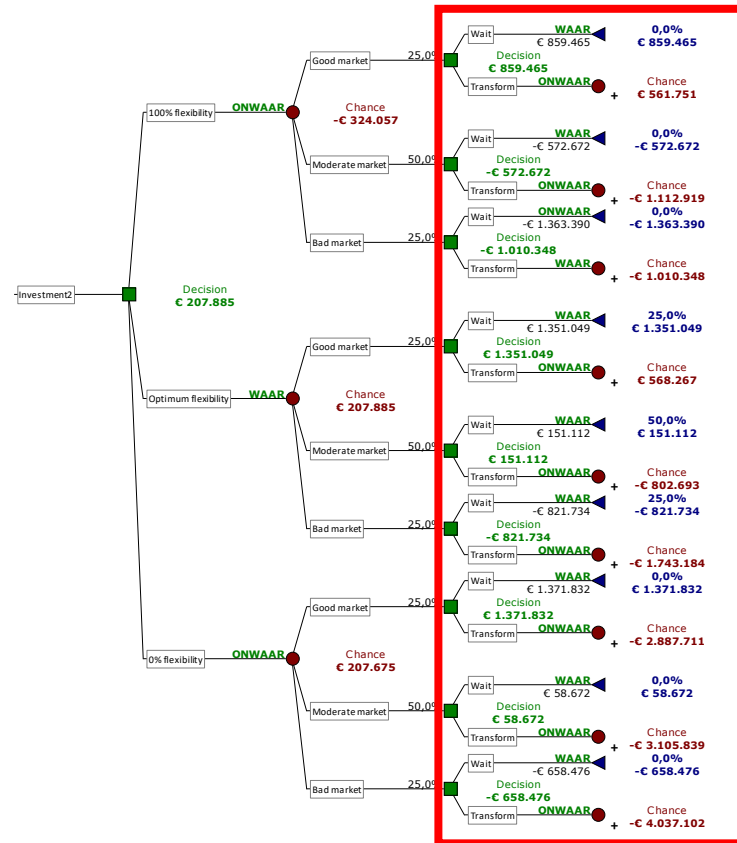 Wait WAAR 0,0%
€ 859.465 € 859.465
Good market 25,0% Decision
€ 859.465
Transform ONWAAR Chance
+ € 561.751
100% flexibility ONWAAR Chance
-€ 324.057
Wait WAAR 0,0%
-€ 572.672 -€ 572.672
Moderate market 50,0% Decision
-€ 572.672
Transform ONWAAR Chance
+ -€ 1.112.919
Wait ONWAAR 0,0%
-€ 1.363.390 -€ 1.363.390
Bad market 25,0% Decision
-€ 1.010.348
Transform WAAR Chance
+ -€ 1.010.348
Investment2 Decision
€ 207.885
Wait WAAR 25,0%
€ 1.351.049 € 1.351.049
Good market 25,0% Decision
€ 1.351.049
Transform ONWAAR Chance
+ € 568.267
Optimum flexibility WAAR Chance
€ 207.885
Wait WAAR 50,0%
€ 151.112 € 151.112
Moderate market 50,0% Decision
€ 151.112
Transform ONWAAR Chance
+ -€ 802.693
Wait WAAR 25,0%
-€ 821.734 -€ 821.734
Bad market 25,0% Decision
-€ 821.734
Transform ONWAAR Chance
+ -€ 1.743.184
Wait WAAR 0,0%
€ 1.371.832 € 1.371.832
Good market 25,0% Decision
€ 1.371.832
Transform ONWAAR Chance
+ -€ 2.887.711
0% flexibility ONWAAR Chance
€ 207.675
Wait WAAR 0,0%
€ 58.672 € 58.672
Moderate market 50,0% Decision
€ 58.672
Transform ONWAAR Chance
+ -€ 3.105.839
Wait WAAR 0,0%
-€ 658.476 -€ 658.476
Bad market 25,0% Decision
-€ 658.476
Transform ONWAAR Chance
+ -€ 4.037.102